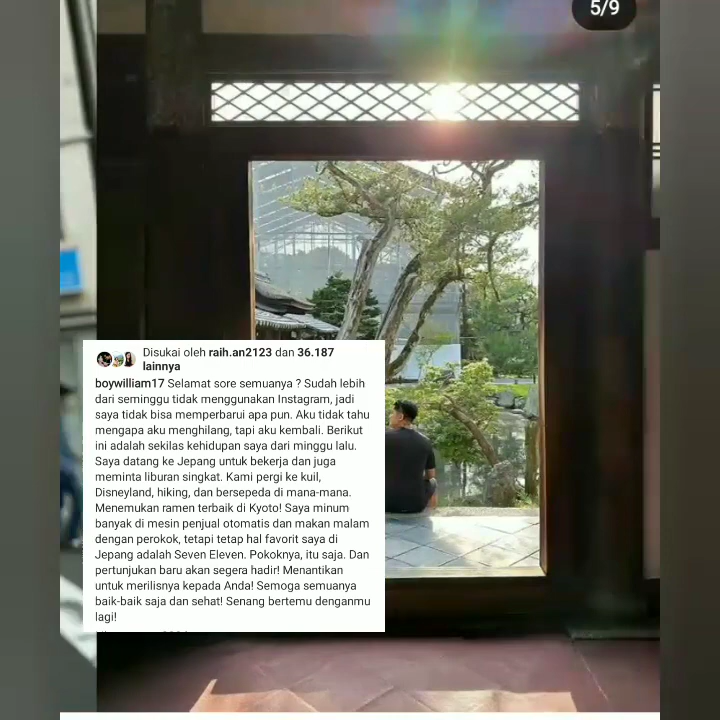 5/9
Disukai oleh raih.an2123 dan 36.187
lainnya
boywilliam17 Selamat sore semuanya ? Sudah lebih
dari seminggu tidak menggunakan Instagram, jadi
saya tidak bisa memperbarui apa pun. Aku tidak tahu
mengapa aku menghilang, tapi aku kembali. Berikut
ini adalah sekilas kehidupan saya dari minggu lalu.
Saya datang ke Jepang untuk bekerja dan juga
meminta liburan singkat. Kami pergi ke kuil,
Disneyland, hiking, dan bersepeda di mana-mana.
Menemukan ramen terbaik di Kyoto! Saya minum
banyak di mesin penjual otomatis dan makan malam
dengan perokok, tetapi tetap hal favorit saya di
Jepang adalah Seven Eleven. Pokoknya, itu saja. Dan
pertunjukan baru akan segera hadir! Menantikan
untuk merilisnya kepada Anda! Semoga semuanya
baik-baik saja dan sehat! Senang bertemu denganmu
lagi!